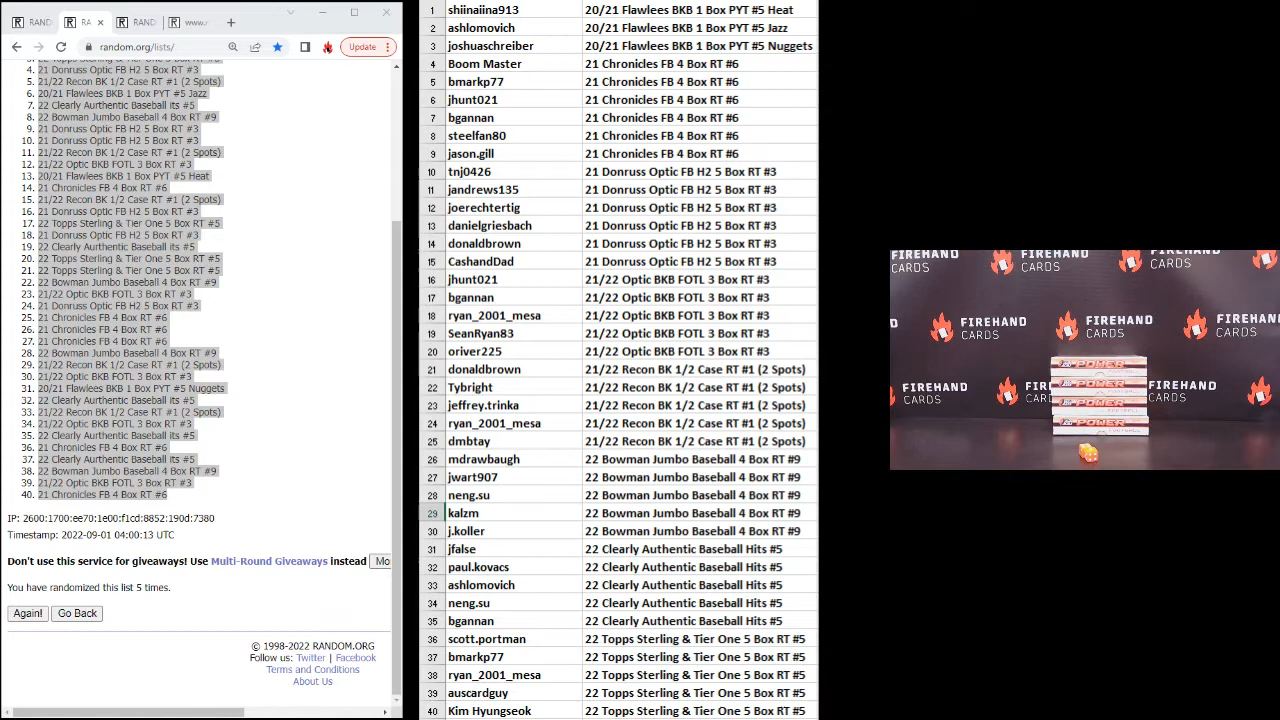 RAND
RA
RAND
www.r
random.org/lists/
Update
4. 21 Donruss Optic FB H2 5 Box RT #3
5. 21/22 Recon BK 1/2 Case RT #1 (2 Spots)
6. 20/21 Flawlees BKB 1 Box PYT #5 Jazz
7. 22 Clearly Aurthentic Baseball its #5
8. 22 Bowman Jumbo Baseball 4 Box RT #9
9. 21 Donruss Optic FB H2 5 Box RT #3
10. 21 Donruss Optic FB H2 5 Box RT #3
11. 21/22 Recon BK 1/2 Case RT #1 (2 Spots)
12. 21/22 Optic BKB FOTL 3 Box RT #3
13. 20/21 Flawlees BKB 1 Box PYT #5 Heat
14. 21 Chronicles FB 4 Box RT #6
15. 21/22 Recon BK 1/2 Case RT #1 (2 Spots)
16. 21 Donruss Optic FB H2 5 Box RT #3
17. 22 Topps Sterling & Tier One 5 Box RT #5
18. 21 Donruss Optic FB H2 5 Box RT #3
19. 22 Clearly Aurthentic Baseball its #5
20. 22 Topps Sterling & Tier One 5 Box RT #5
21. 22 Topps Sterling & Tier One 5 Box RT #5
22. 22 Bowman Jumbo Baseball 4 Box RT #9
23. 21/22 Optic BKB FOTL 3 Box RT #3
24. 21 Donruss Optic FB H2 5 Box RT #3
25. 21 Chronicles FB 4 Box RT #6
26. 21 Chronicles FB 4 Box RT #6
27. 21 Chronicles FB 4 Box RT #6
28. 22 Bowman Jumbo Baseball 4 Box RT #9
29. 21/22 Recon BK 1/2 Case RT #1 (2 Spots)
30. 21/22 Optic BKB FOTL 3 Box RT #3
31. 20/21 Flawlees BKB 1 Box PYT #5 Nuggets
32. 22 Clearly Aurthentic Baseball its #5
33. 21/22 Recon BK 1/2 Case RT #1 (2 Spots)
34. 21/22 Optic BKB FOTL 3 Box RT #3
35. 22 Clearly Aurthentic Baseball its #5
36. 21 Chronicles FB 4 Box RT #6
37. 22 Clearly Aurthentic Baseball its #5
38. 22 Bowman Jumbo Baseball 4 Box RT #9
39. 21/22 Optic BKB FOTL 3 Box RT #3
40. 21 Chronicles FB 4 Box RT #6
IP: 2600:1700:ee70:1e00:f1cd:8852:190d:7380
Timestamp: 2022-09-01 04:00:13 UTC
Don't use this service for giveaways! Use Multi-Round Giveaways instead Mo
You have randomized this list 5 times.
Again! Go Back
© 1998-2022 RANDOM.ORG
Follow us: Twitter | Facebook
Terms and Conditions
About Us
1 shiinaiina913 20/21 Flawlees BKB 1 Box PYT #5 Heat
2 ashlomovich 20/21 Flawlees BKB 1 Box PYT #5 Jazz
3 joshuaschreiber 20/21 Flawlees BKB 1 Box PYT #5 Nuggets
4 Boom Master 21 Chronicles FB 4 Box RT #6
5 bmarkp77 21 Chronicles FB 4 Box RT #6
6 jhunt021 21 Chronicles FB 4 Box RT #6
7 bgannan 21 Chronicles FB 4 Box RT #6
8 steelfan80 21 Chronicles FB 4 Box RT #6
9 jason.gill 21 Chronicles FB 4 Box RT #6
10 tnj0426 21 Donruss Optic FB H2 5 Box RT #3
11 jandrews135 21 Donruss Optic FB H2 5 Box RT #3
12 joerechtertig 21 Donruss Optic FB H2 5 Box RT #3
13 danielgriesbach 21 Donruss Optic FB H2 5 Box RT #3
14 donaldbrown 21 Donruss Optic FB H2 5 Box RT #3
15 CashandDad 21 Donruss Optic FB H2 5 Box RT #3
16 jhunt021 21/22 Optic BKB FOTL 3 Box RT #3
17 bgannan 21/22 Optic BKB FOTL 3 Box RT #3
18 ryan_2001_mesa 21/22 Optic BKB FOTL 3 Box RT #3
19 SeanRyan83 21/22 Optic BKB FOTL 3 Box RT #3
20 oriver225 21/22 Optic BKB FOTL 3 Box RT #3
21 donaldbrown 21/22 Recon BK 1/2 Case RT #1 (2 Spots)
22 Tybright 21/22 Recon BK 1/2 Case RT #1 (2 Spots)
23 jeffrey.trinka 21/22 Recon BK 1/2 Case RT #1 (2 Spots)
24 ryan_2001_mesa 21/22 Recon BK 1/2 Case RT #1 (2 Spots)
25 dmbtay 21/22 Recon BK 1/2 Case RT #1 (2 Spots)
26 mdrawbaugh 22 Bowman Jumbo Baseball 4 Box RT #9
27 jwart907 22 Bowman Jumbo Baseball 4 Box RT #9
28 neng.su 22 Bowman Jumbo Baseball 4 Box RT #9
29 kalzm 22 Bowman Jumbo Baseball 4 Box RT #9
30 j.koller 22 Bowman Jumbo Baseball 4 Box RT #9
31 jfalse 22 Clearly Authentic Baseball Hits #5
32 paul.kovacs 22 Clearly Authentic Baseball Hits #5
33 ashlomovich 22 Clearly Authentic Baseball Hits #5
34 neng.su 22 Clearly Authentic Baseball Hits #5
35 bgannan 22 Clearly Authentic Baseball Hits #5
36 scott.portman 22 Topps Sterling & Tier One 5 Box RT #5
37 bmarkp77 22 Topps Sterling & Tier One 5 Box RT #5
38 ryan_2001_mesa 22 Topps Sterling & Tier One 5 Box RT #5
39 auscardguy 22 Topps Sterling & Tier One 5 Box RT #5
40 Kim Hyungseok 22 Topps Sterling & Tier One 5 Box RT #5
FIREHAND
CARDS
FIREHAND
CARDS
FIREHAND
CARDS
FIREHAND
CARDS
FIREHAND
CARDS
POWER
POWER
POWER
POWER